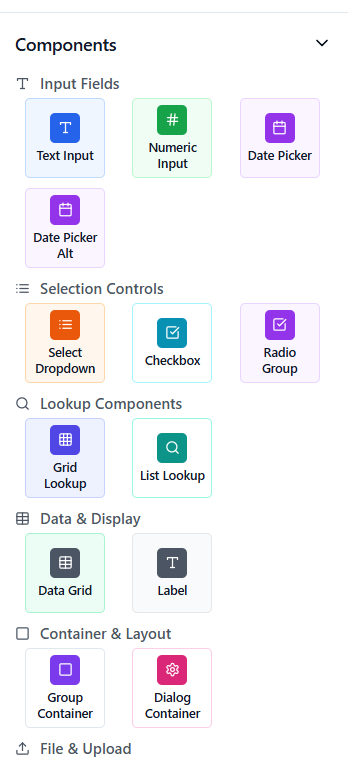 Components
Input Fields
Text Input
Numeric
Input
Date Picker
Date Picker
Alt
Selection Controls
Select
Dropdown
Checkbox
Radio
Group
Lookup Components
Grid
Lookup
List Lookup
Data & Display
Data Grid
Label
Container & Layout
Group
Container
Dialog
Container
File & Upload